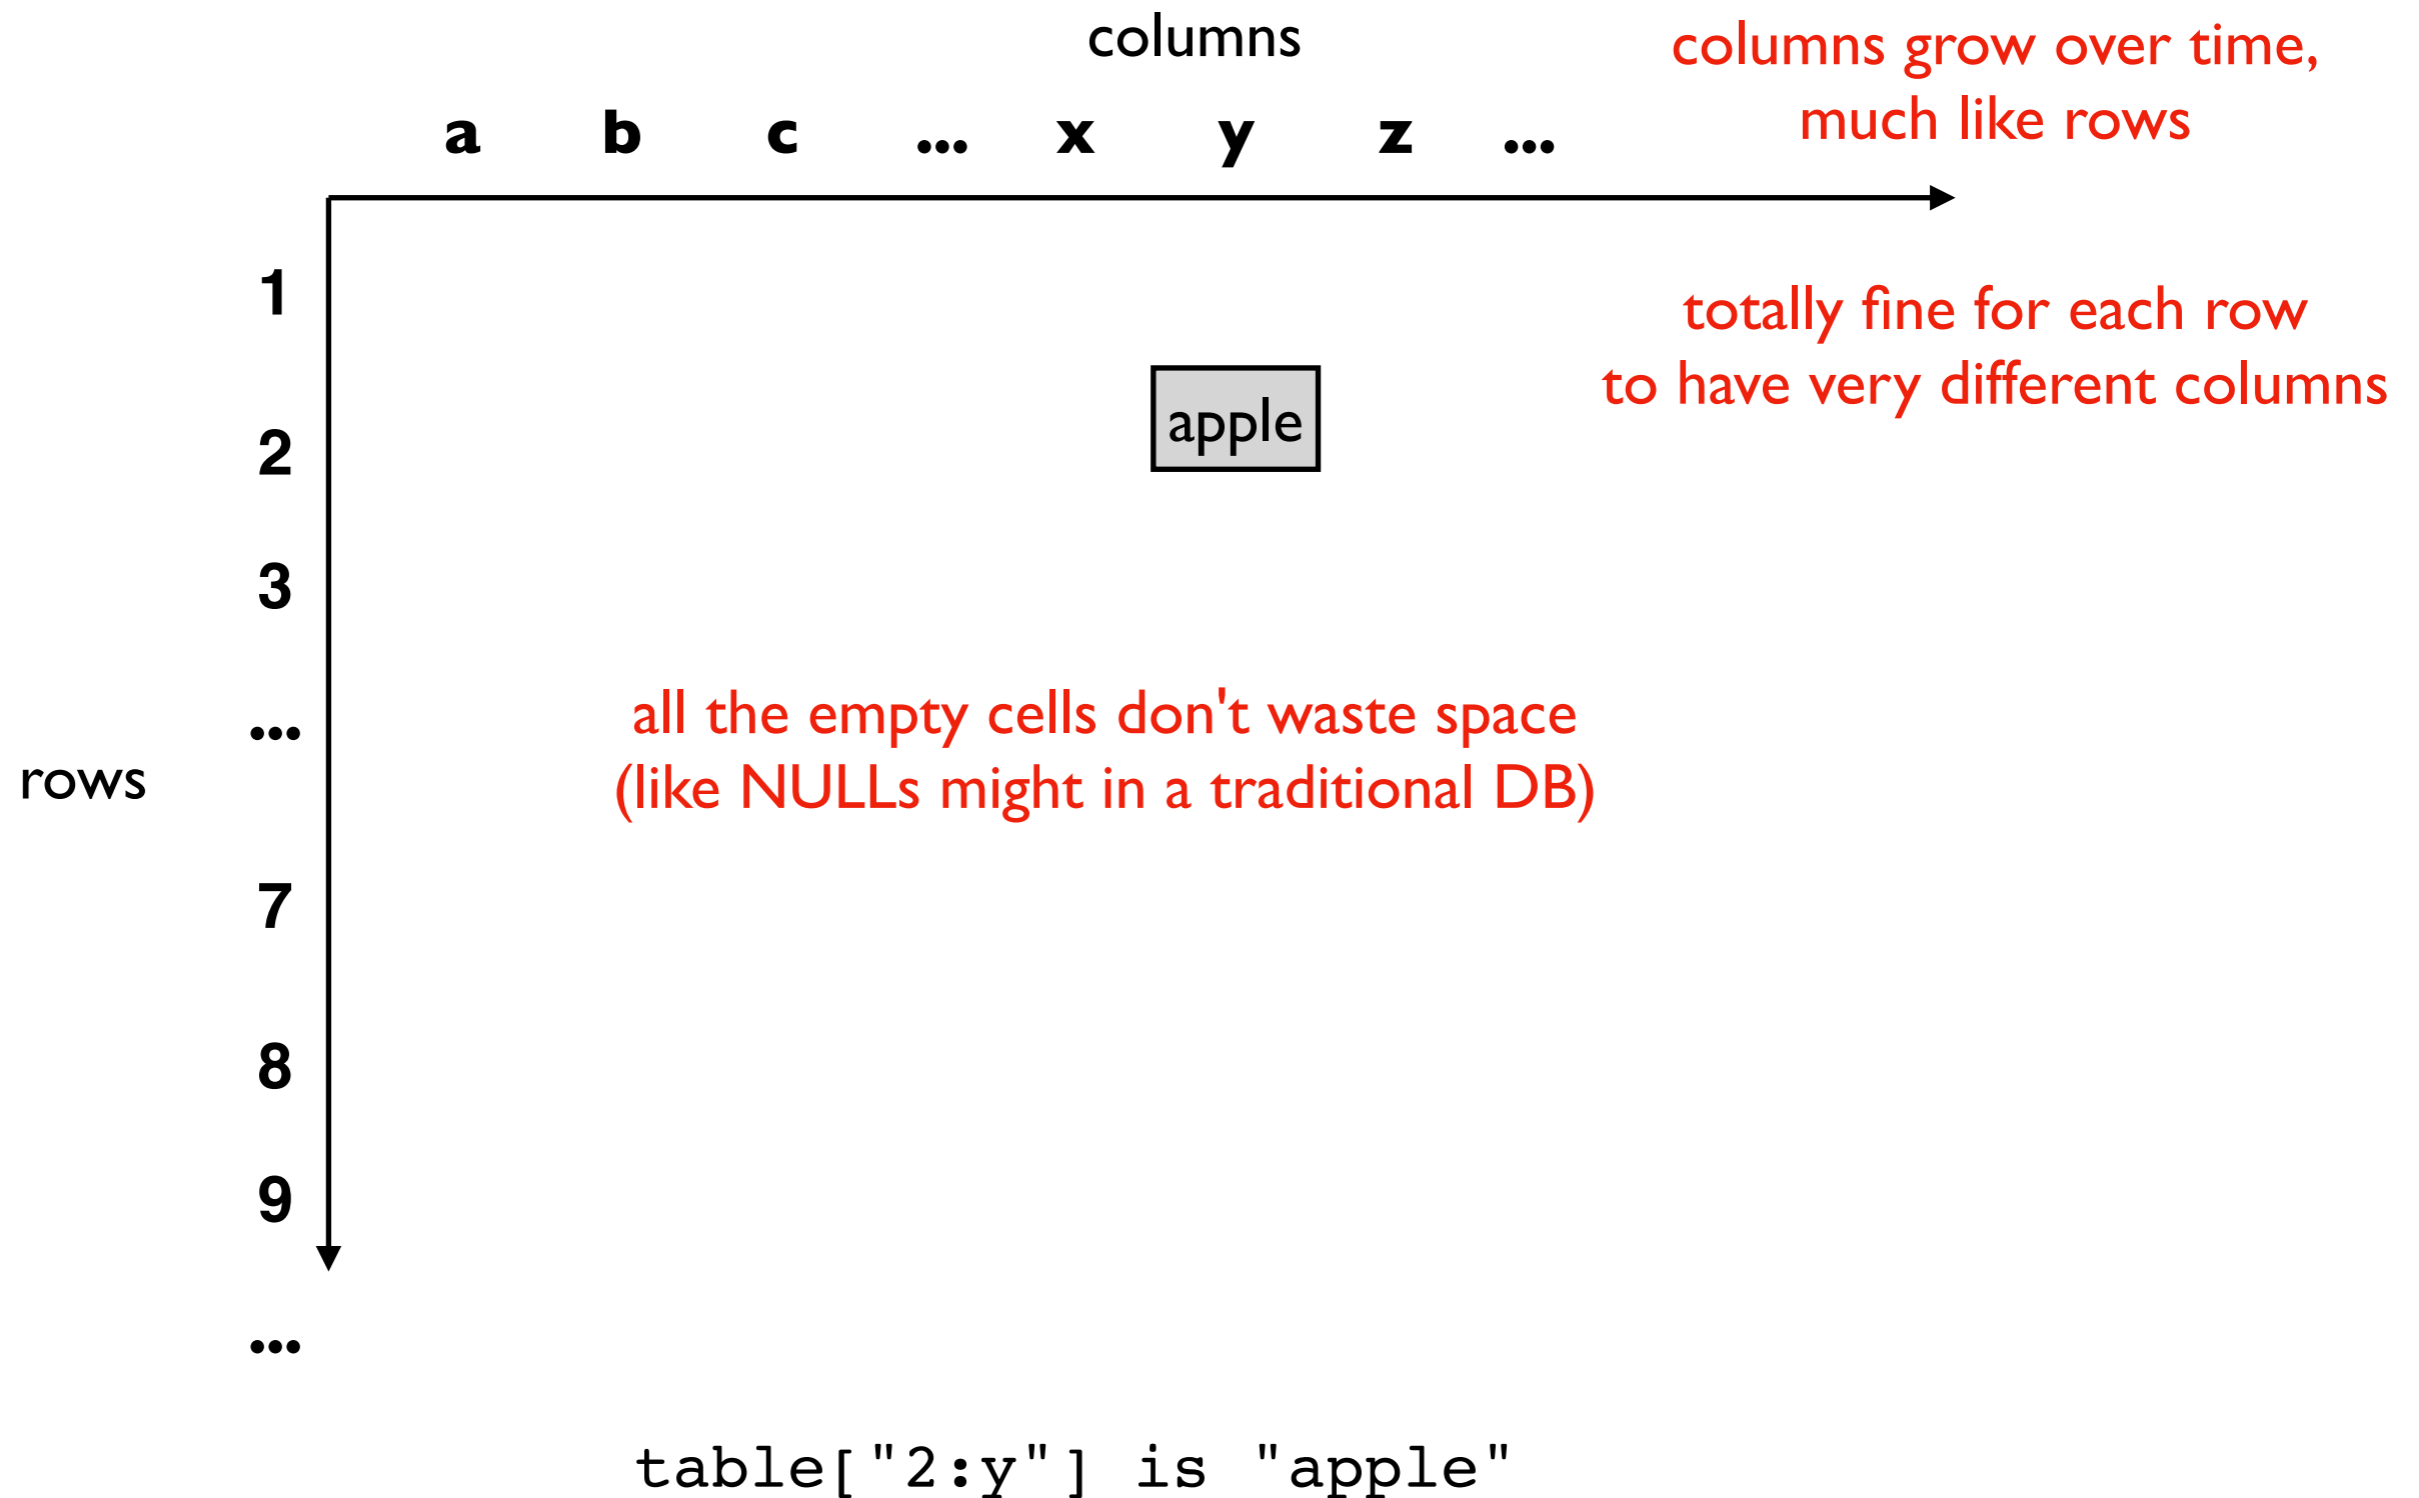 columns
columns grow over time,
much like rows
a b c ... x y z ...
1
totally fine for each row
to have very different columns
apple
2
3
...
all the empty cells don't waste space
(like NULLs might in a traditional DB)
rows
7
8
9
...
table["2:y"] is "apple"